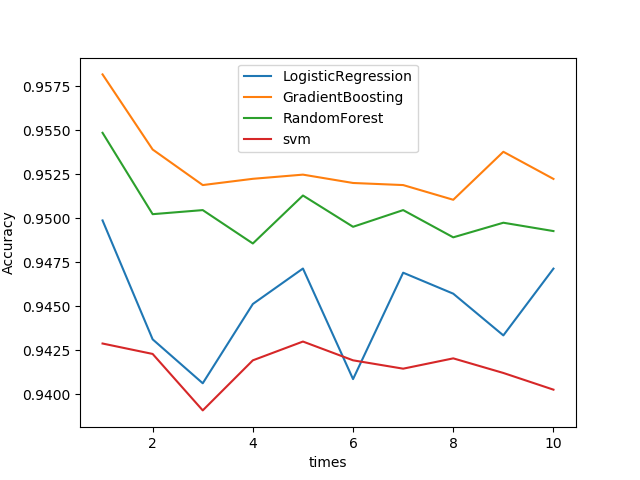 LogisticRegression
GradientBoosting
RandomForest
svm
0.9575
0.9550
0.9525
0.9500
0.9475
0.9450
0.9425
0.9400
Accuracy
2 4 6 8 10
times